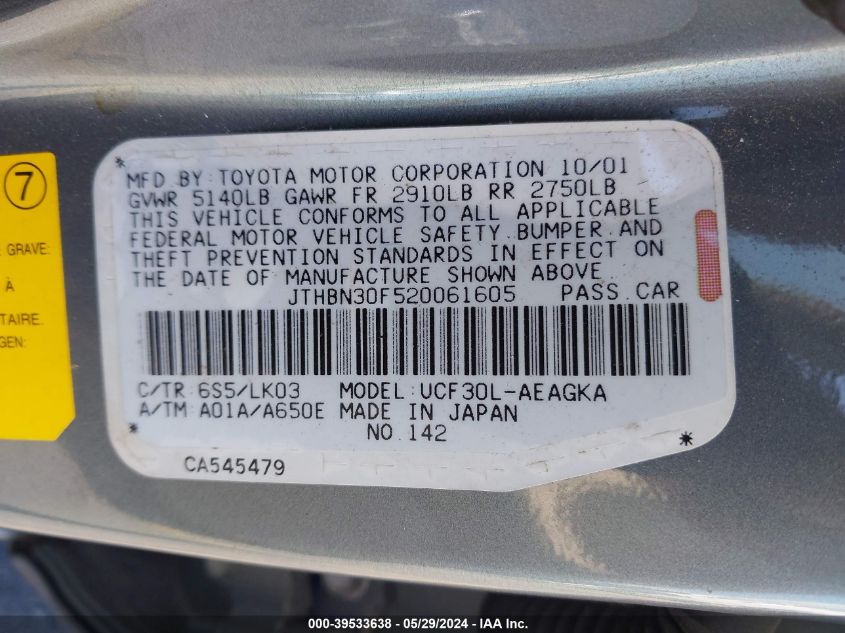 MFD. BY: TOYOTA MOTOR CORPORATION 10/01
GVWR 5140LB GAWR FR 2910LB RR 2750LB
THIS VEHICLE CONFORMS TO ALL APPLICABLE
FEDERAL MOTOR VEHICLE SAFETY, BUMPER, AND
THEFT PREVENTION STANDARDS IN EFFECT ON
THE DATE OF MANUFACTURE SHOWN ABOVE.
JTHBN30F520061605 PASS. CAR
C/TR: 6S5/LK03 MODEL: UCF30L-AEAGKA
A/TM: A01A/A650E MADE IN JAPAN
NO. 142
CA545479
7
GRAVE:
À
TAIRE.
GEN:
000-39533638 - 05/29/2024 - IAA Inc.